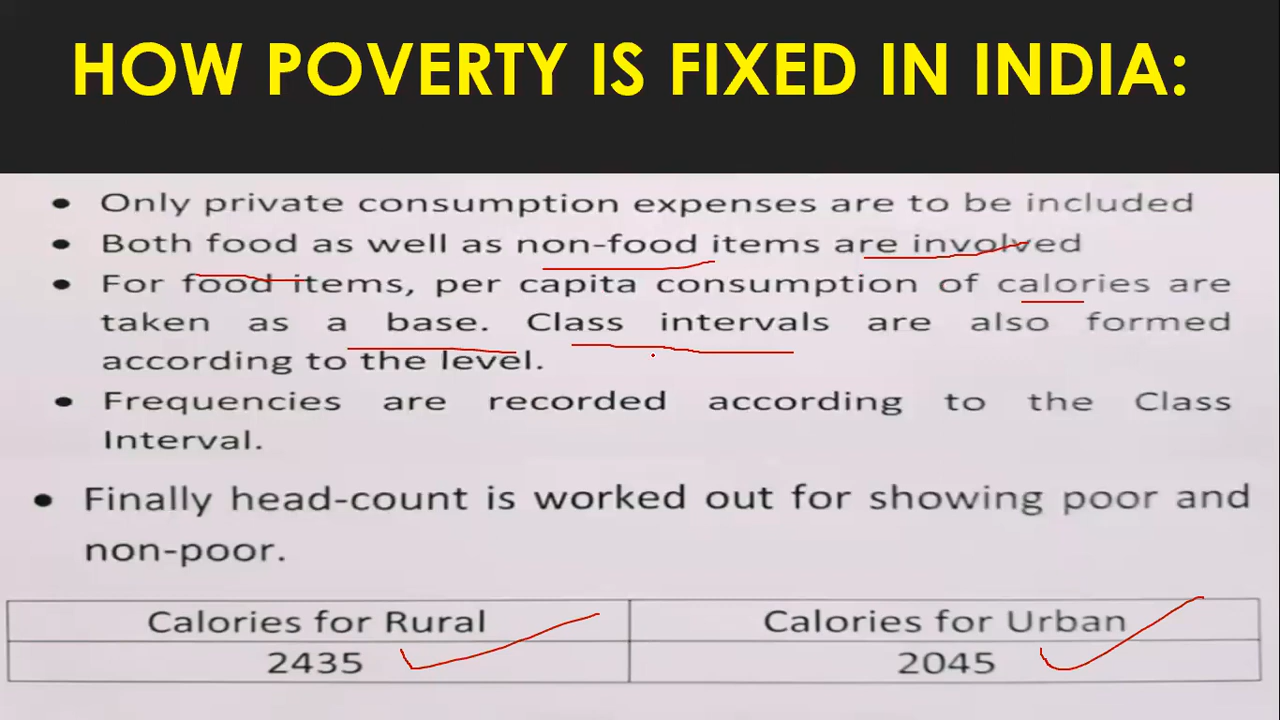 HOW POVERTY IS FIXED IN INDIA:
• Only private consumption expenses are to be included
• Both food as well as non-food items are involved
• For food items, per capita consumption of calories are
taken as a base. Class intervals are also formed
according to the level.
• Frequencies are recorded according to the Class
Interval.
• Finally head-count is worked out for showing poor and
non-poor.
Calories for Rural Calories for Urban
2435 2045